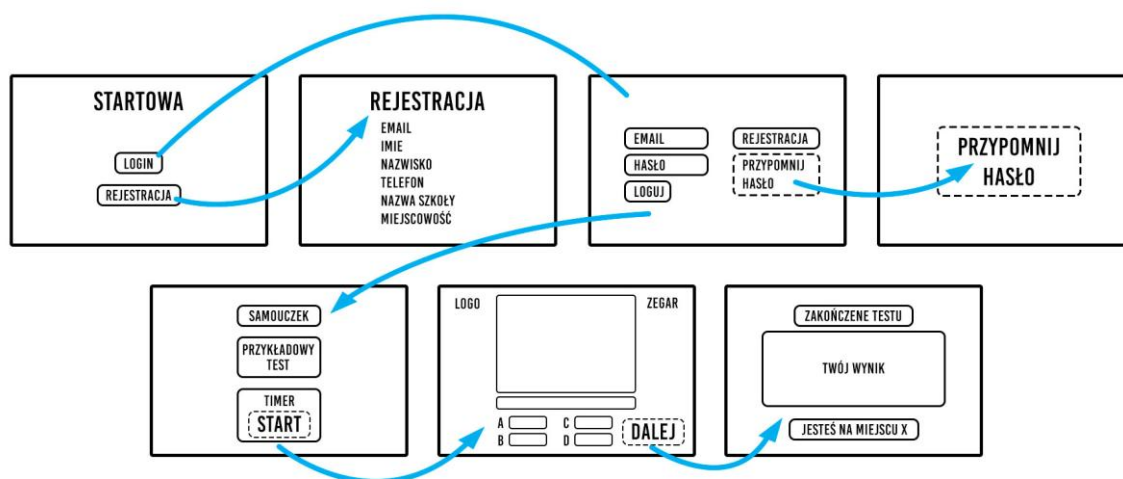 STARTOWA
LOGIN
REJESTRACJA
REJESTRACJA
EMAIL
IMIE
NAZWISKO
TELEFON
NAZWA SZKOŁY
MIEJSCOWOŚĆ
EMAIL
HASŁO
LOGUJ
REJESTRACJA
PRZYPOMNIJ
HASŁO
PRZYPOMNIJ
HASŁO
SAMOUCZEK
PRZYKŁADOWY
TEST
TIMER
START
LOGO
ZEGAR
A
C
B
D
DALEJ
ZAKOŃCZENE TESTU
TWÓJ WYNIK
JESTEŚ NA MIEJSCU X